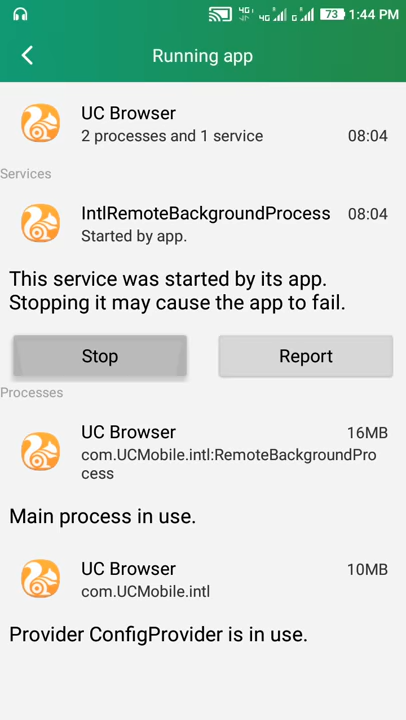 4G 4G G 73 1:44 PM
Running app
UC Browser
2 processes and 1 service 08:04
Services
IntlRemoteBackgroundProcess 08:04
Started by app.
This service was started by its app.
Stopping it may cause the app to fail.
Stop Report
Processes
UC Browser 16MB
com.UCMobile.intl:RemoteBackgroundPro
cess
Main process in use.
UC Browser 10MB
com.UCMobile.intl
Provider ConfigProvider is in use.